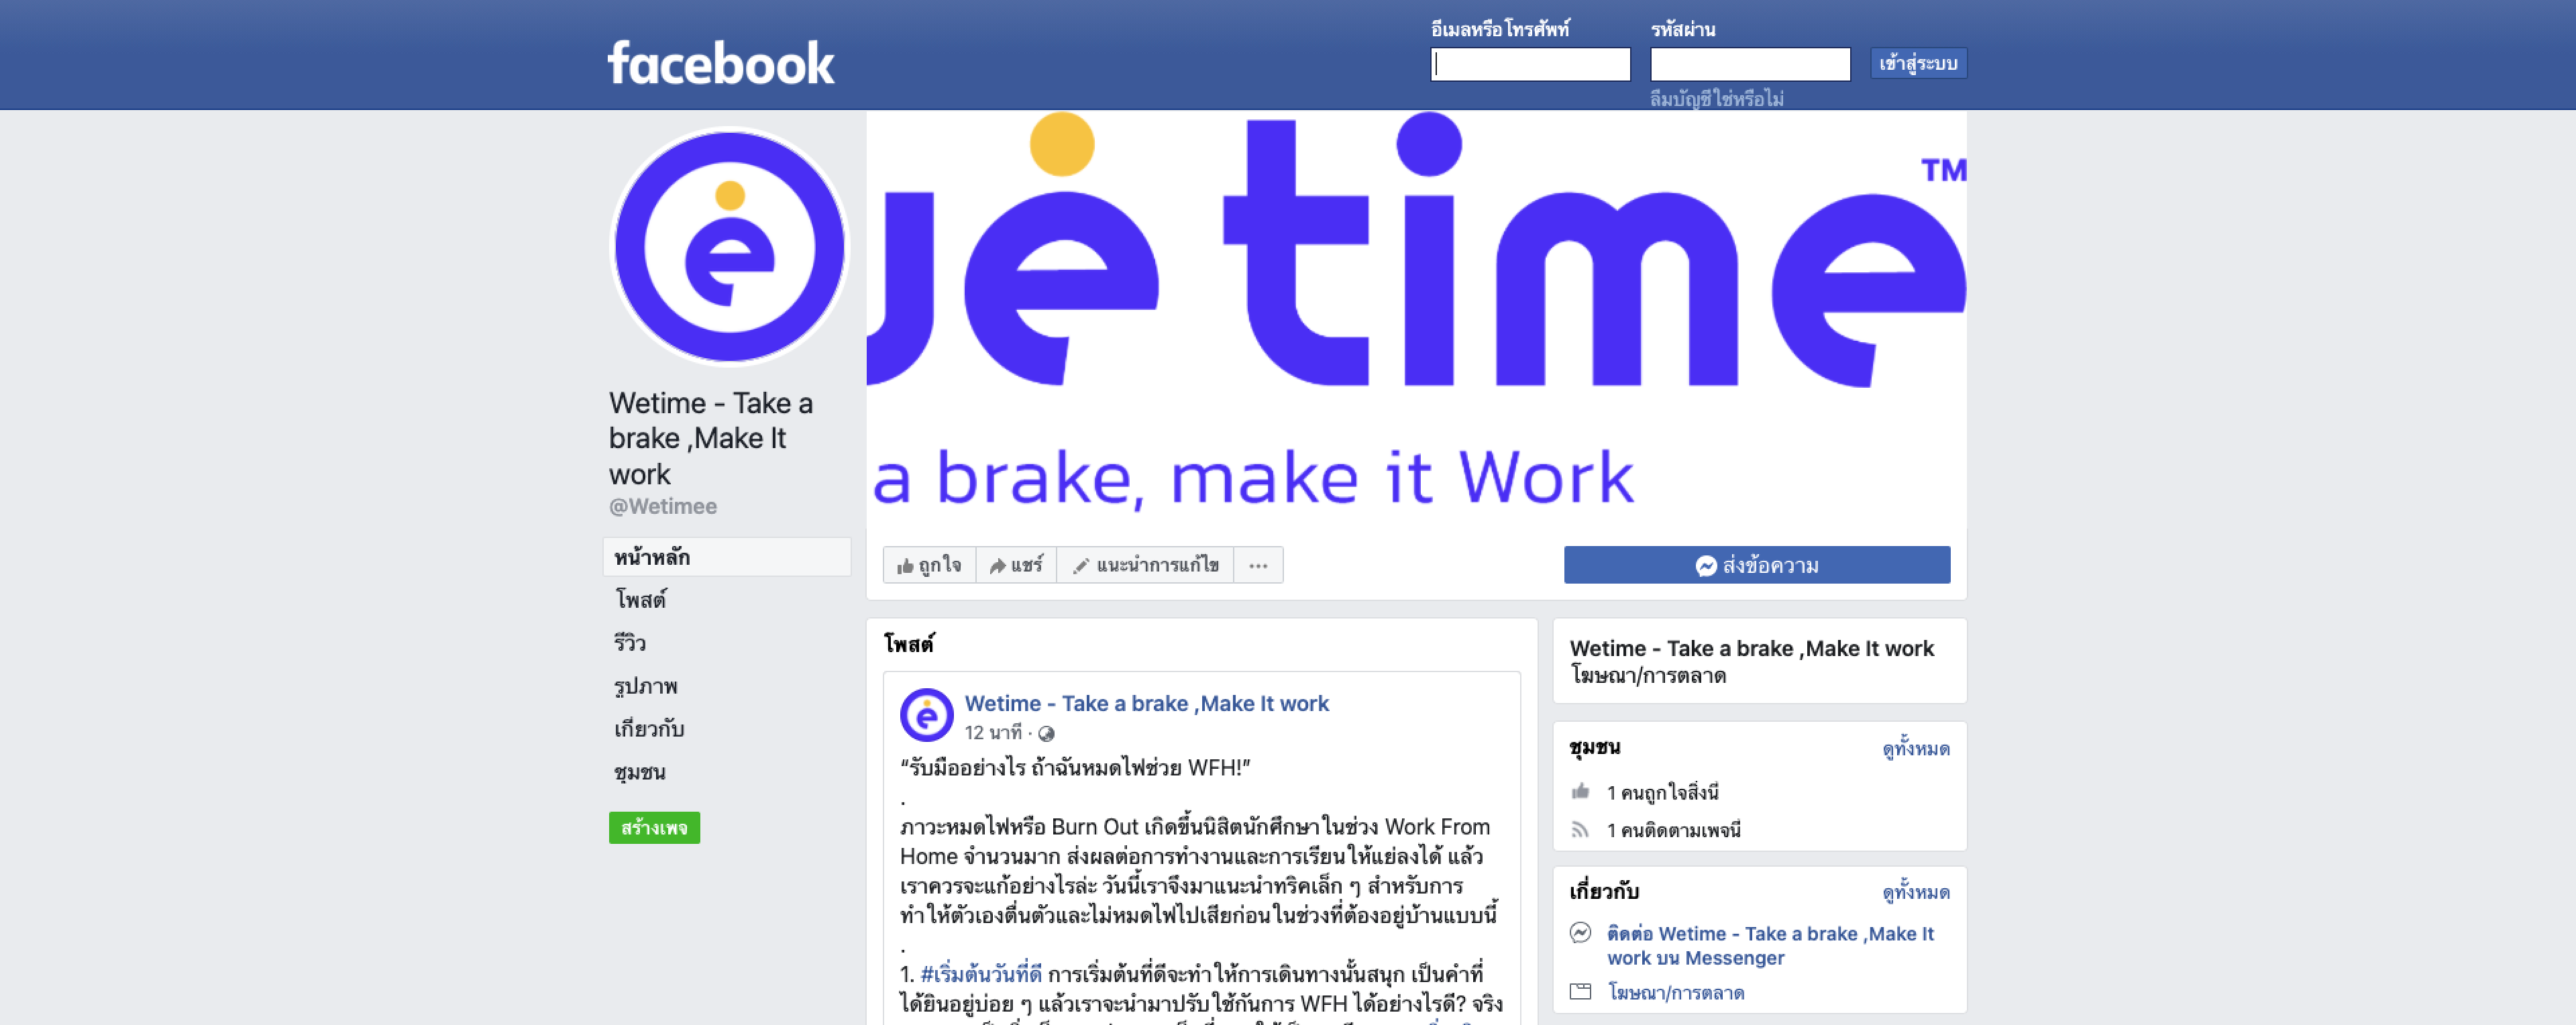 facebook
อีเมลหรือโทรศัพท์
รหัสผ่าน
เข้าสู่ระบบ
ลืมบัญชีใช่หรือไม่
e time
TM
a brake, make it Work
Wetime - Take a
brake ,Make It
work
@Wetimee
หน้าหลัก
โพสต์
รีวิว
รูปภาพ
เกี่ยวกับ
ชุมชน
สร้างเพจ
ถูกใจ
แชร์
แนะนำการแก้ไข
...
ส่งข้อความ
โพสต์
Wetime - Take a brake ,Make It work
12 นาที ·
“รับมืออย่างไร ถ้าฉันหมดไฟช่วย WFH!”
.
ภาวะหมดไฟหรือ Burn Out เกิดขึ้นนิสิตนักศึกษาในช่วง Work From
Home จำนวนมาก ส่งผลต่อการทำงานและการเรียนให้แย่ลงได้ แล้ว
เราควรจะแก้อย่างไรล่ะ วันนี้เราจึงมาแนะนำทริคเล็ก ๆ สำหรับการ
ทำให้ตัวเองตื่นตัวและไม่หมดไฟไปเสียก่อนในช่วงที่ต้องอยู่บ้านแบบนี้
.
1. #เริ่มต้นวันที่ดี การเริ่มต้นที่ดีจะทำให้การเดินทางนั้นสนุก เป็นคำที่
ได้ยินอยู่บ่อย ๆ แล้วเราจะนำมาปรับใช้กันการ WFH ได้อย่างไรดี? จริง
Wetime - Take a brake ,Make It work
โฆษณา/การตลาด
ชุมชน
ดูทั้งหมด
1 คนถูกใจสิ่งนี้
1 คนติดตามเพจนี้
เกี่ยวกับ
ดูทั้งหมด
ติดต่อ Wetime - Take a brake ,Make It
work บน Messenger
โฆษณา/การตลาด